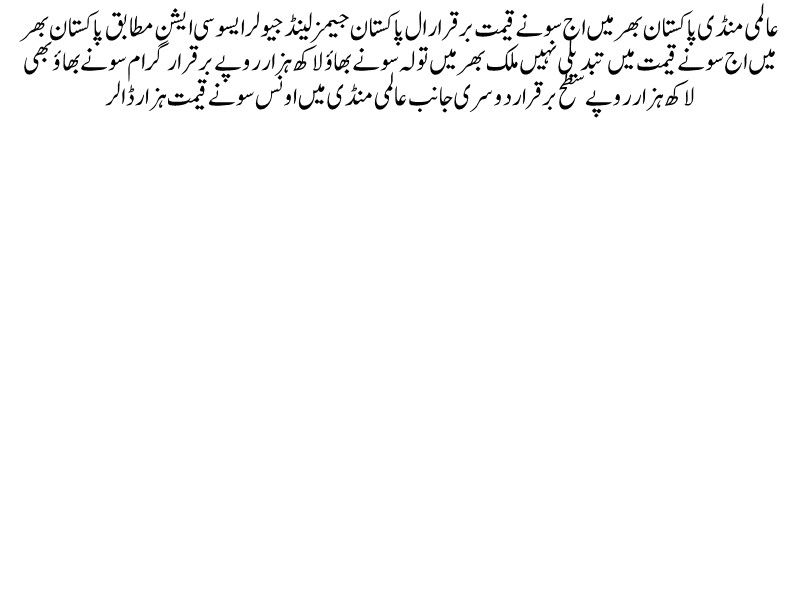 عالمی منڈی پاکستان بھر میں اج سونے قیمت برقرار ال پاکستان جیمز لینڈ جیولر ایسوسی ایشن مطابق پاکستان بھر
میں اج سونے قیمت میں تبدیلی نہیں ملک بھر میں تولہ سونے بھاؤ لاکھ ہزار روپے برقرار گرام سونے بھاؤ بھی
لاکھ ہزار روپے سطح برقرار دوسری جانب عالمی منڈی میں اونس سونے قیمت ہزار ڈالر